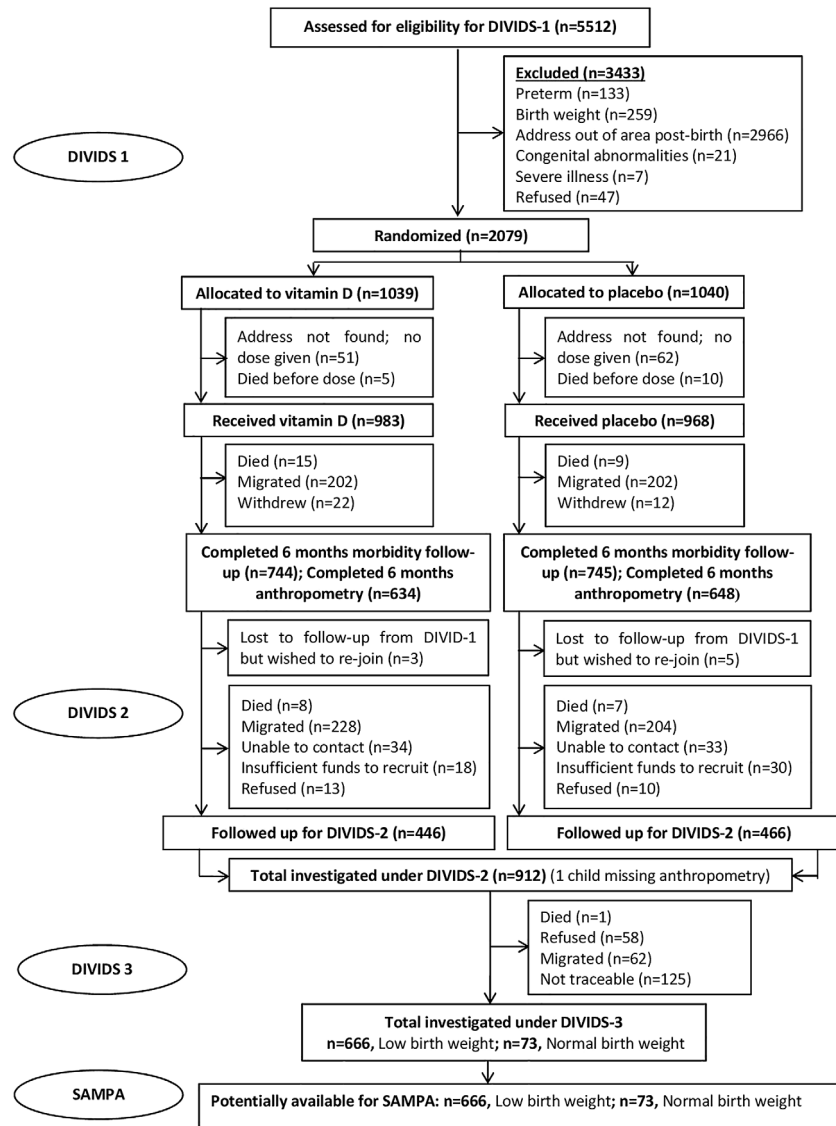 Assessed for eligibility for DIVIDS-1 (n=5512)
Excluded (n=3433)
Preterm (n=133)
Birth weight (n=259)
Address out of area post-birth (n=2966)
Congenital abnormalities (n=21)
Severe illness (n=7)
Refused (n=47)
DIVIDS 1
Randomized (n=2079)
Allocated to vitamin D (n=1039)
Allocated to placebo (n=1040)
Address not found; no
dose given (n=51)
Died before dose (n=5)
Address not found; no
dose given (n=62)
Died before dose (n=10)
Received vitamin D (n=983)
Received placebo (n=968)
Died (n=15)
Migrated (n=202)
Withdrew (n=22)
Died (n=9)
Migrated (n=202)
Withdrew (n=12)
Completed 6 months morbidity follow-
up (n=744); Completed 6 months
anthropometry (n=634)
Completed 6 months morbidity follow-
up (n=745); Completed 6 months
anthropometry (n=648)
Lost to follow-up from DIVID-1
but wished to re-join (n=3)
Lost to follow-up from DIVIDS-1
but wished to re-join (n=5)
DIVIDS 2
Died (n=8)
Migrated (n=228)
Unable to contact (n=34)
Insufficient funds to recruit (n=18)
Refused (n=13)
Died (n=7)
Migrated (n=204)
Unable to contact (n=33)
Insufficient funds to recruit (n=30)
Refused (n=10)
Followed up for DIVIDS-2 (n=446)
Followed up for DIVIDS-2 (n=466)
Total investigated under DIVIDS-2 (n=912) (1 child missing anthropometry)
Died (n=1)
Refused (n=58)
Migrated (n=62)
Not traceable (n=125)
DIVIDS 3
Total investigated under DIVIDS-3
n=666, Low birth weight; n=73, Normal birth weight
SAMPA
Potentially available for SAMPA: n=666, Low birth weight; n=73, Normal birth weight